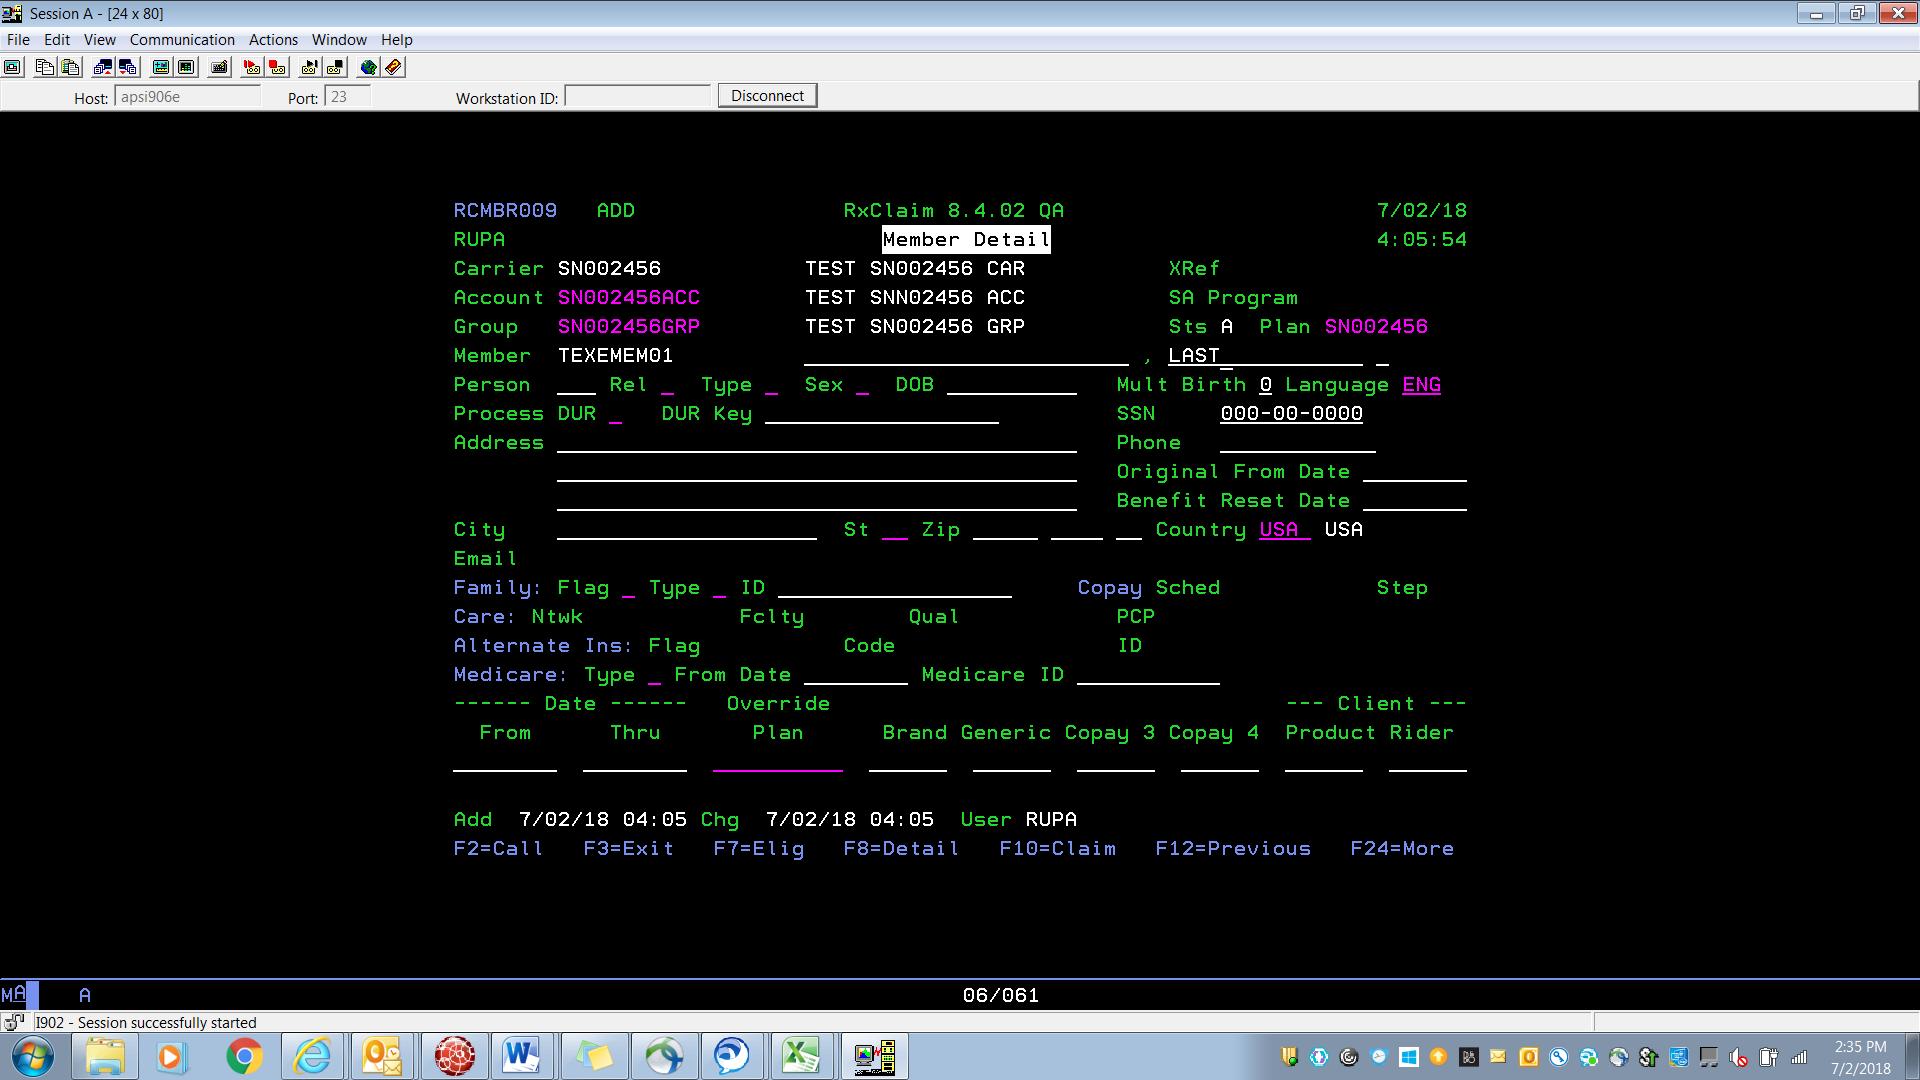 Session A - [24 x 80]
File Edit View Communication Actions Window Help
Host: apsi906e Port: 23 Workstation ID: Disconnect
RCMBR009 ADD RxClaim 8.4.02 QA 7/02/18
RUPA Member Detail 4:05:54
Carrier SN002456 TEST SN002456 CAR XRef
Account SN002456ACC TEST SNN02456 ACC SA Program
Group SN002456GRP TEST SN002456 GRP Sts A Plan SN002456
Member TEXEMEM01 , LAST
Person Rel Type Sex DOB Mult Birth 0 Language ENG
Process DUR DUR Key SSN 000-00-0000
Address Phone
Original From Date
Benefit Reset Date
City St Zip Country USA USA
Email
Family: Flag Type ID Copay Sched Step
Care: Ntwk Fclty Qual PCP
Alternate Ins: Flag Code ID
Medicare: Type From Date Medicare ID
------ Date ------ Override --- Client ---
From Thru Plan Brand Generic Copay 3 Copay 4 Product Rider
Add 7/02/18 04:05 Chg 7/02/18 04:05 User RUPA
F2=Call F3=Exit F7=Elig F8=Detail F10=Claim F12=Previous F24=More
MA A 06/061
I902 - Session successfully started
2:35 PM
7/2/2018